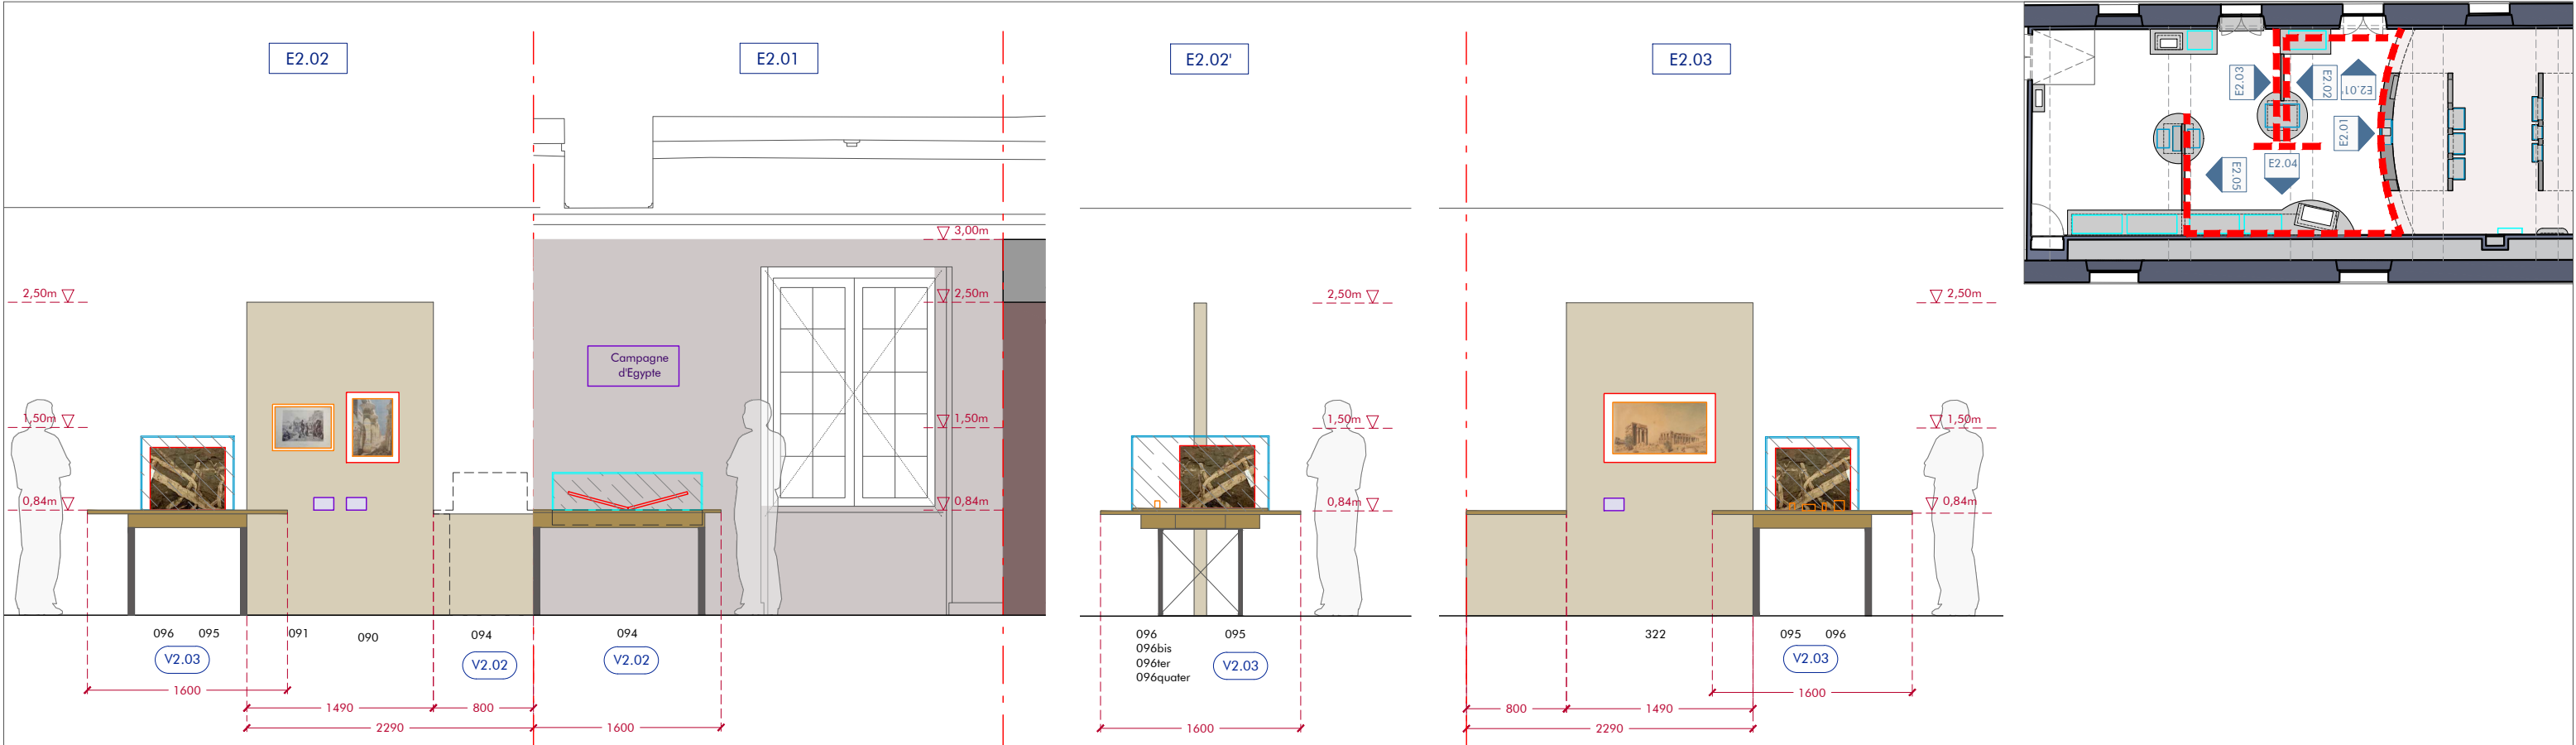 E2.02
E2.01
E2.02'
E2.03
E2.03
E2.02
E2.01'
E2.01
E2.04
E2.05
3,00m
2,50m
2,50m
2,50m
2,50m
Campagne
d'Egypte
1,50m
1,50m
1,50m
1,50m
0,84m
0,84m
0,84m
0,84m
096 095
091
090
094
094
V2.03
V2.02
V2.02
096
096bis
096ter
096quater
095
V2.03
322
095 096
V2.03
1600
1490
800
2290
1600
1600
800
1490
2290
1600